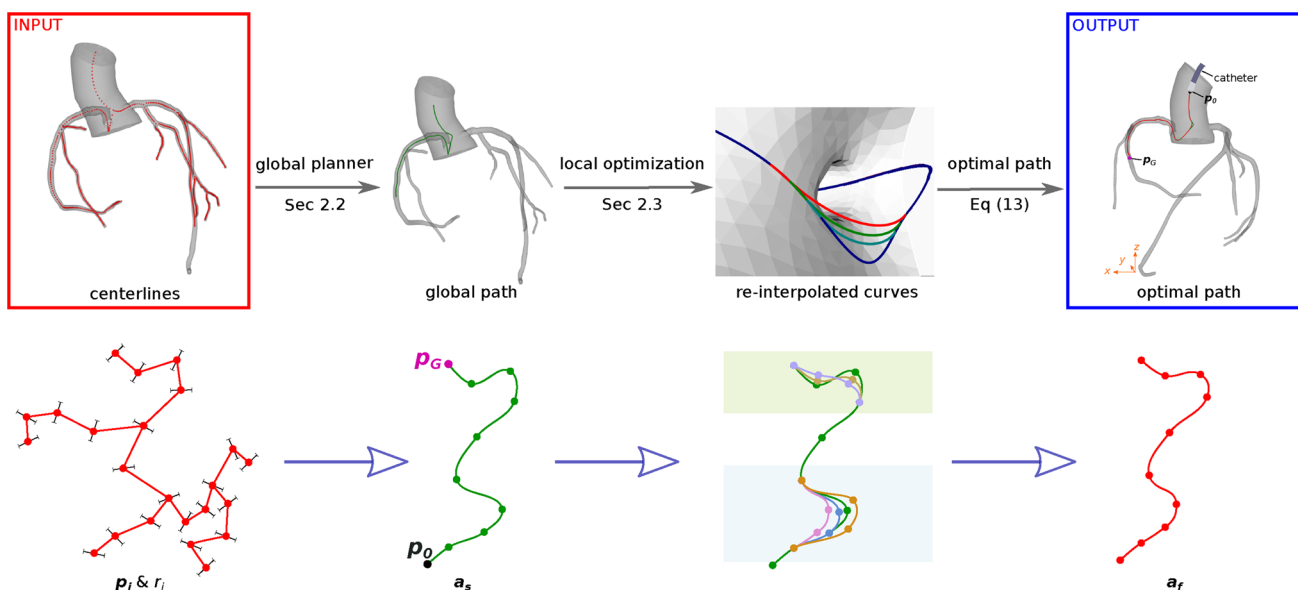 INPUT
OUTPUT
catheter
p0
pG
global planner
Sec 2.2
local optimization
Sec 2.3
optimal path
Eq (13)
z
y
x
centerlines
global path
re-interpolated curves
optimal path
pG
p0
pi & ri
as
af